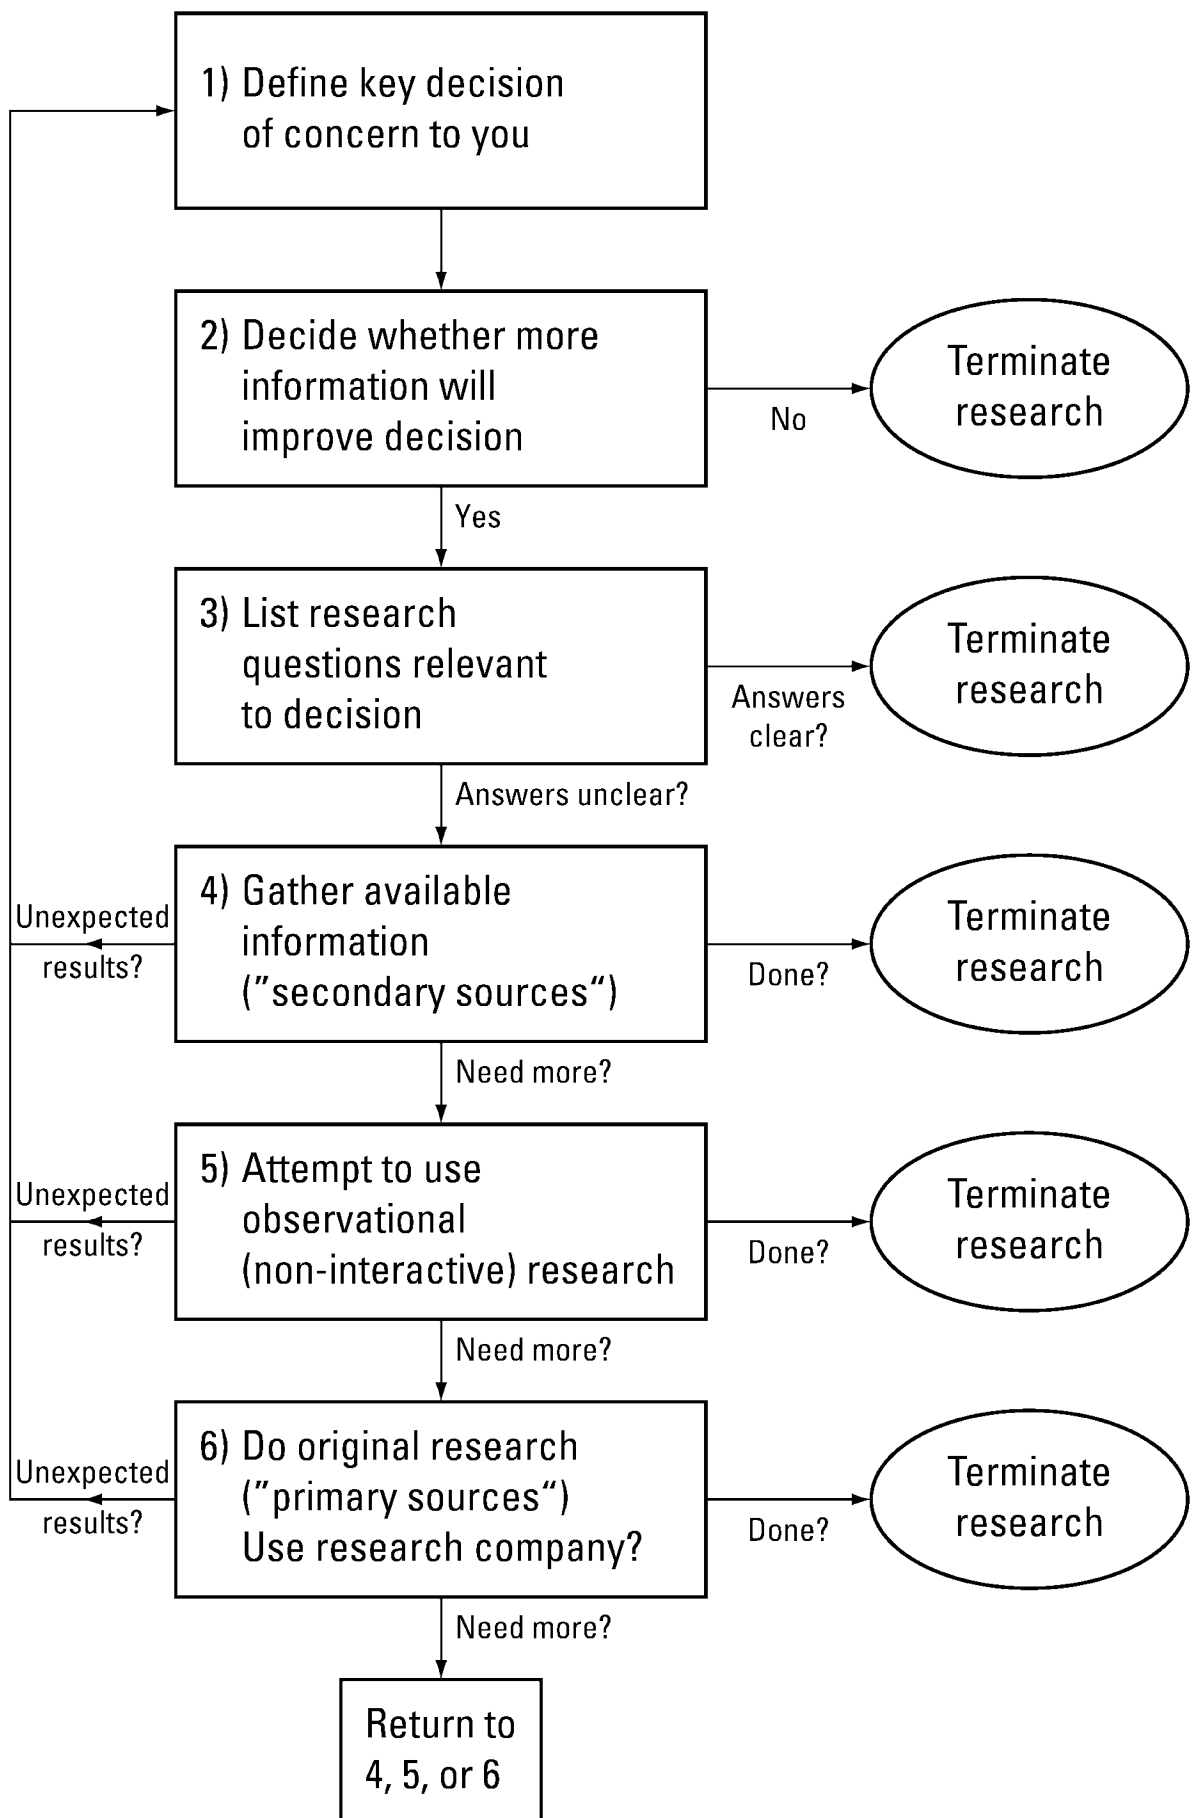 1) Define key decision
of concern to you
2) Decide whether more
information will
improve decision
No
Terminate
research
Yes
3) List research
questions relevant
to decision
Answers
clear?
Terminate
research
Answers unclear?
4) Gather available
information
(”secondary sources“)
Unexpected
results?
Done?
Terminate
research
Need more?
5) Attempt to use
observational
(non-interactive) research
Unexpected
results?
Done?
Terminate
research
Need more?
6) Do original research
(”primary sources“)
Use research company?
Unexpected
results?
Done?
Terminate
research
Need more?
Return to
4, 5, or 6